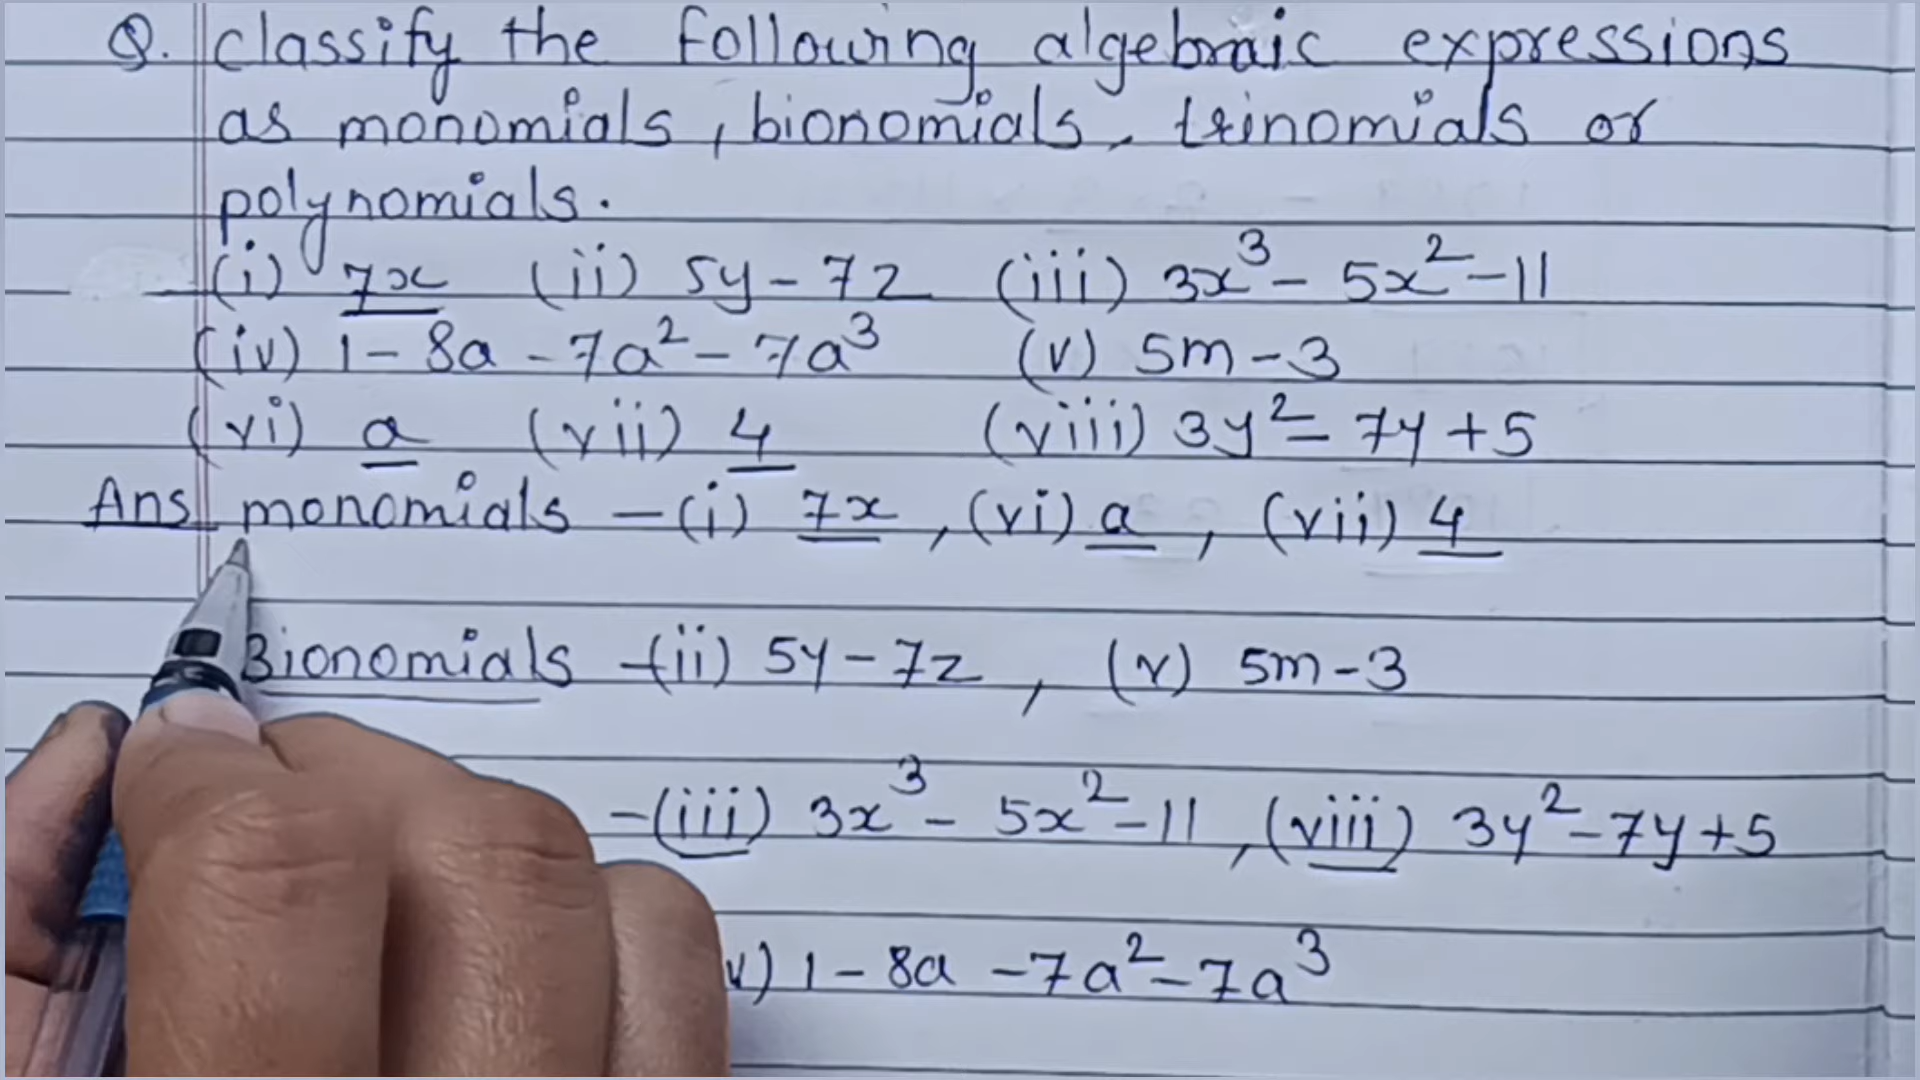 Q. classify the following algebraic expressions
as monomials, bionomials, trinomials or
polynomials.
(i) 7x (ii) 5y - 7z (iii) 3x³ - 5x² - 11
(iv) 1 - 8a - 7a² - 7a³ (v) 5m - 3
(vi) a (vii) 4 (viii) 3y² - 7y + 5
Ans monomials - (i) 7x, (vi) a, (vii) 4
Bionomials - (ii) 5y - 7z, (v) 5m - 3
- (iii) 3x³ - 5x² - 11, (viii) 3y² - 7y + 5
v) 1 - 8a - 7a² - 7a³